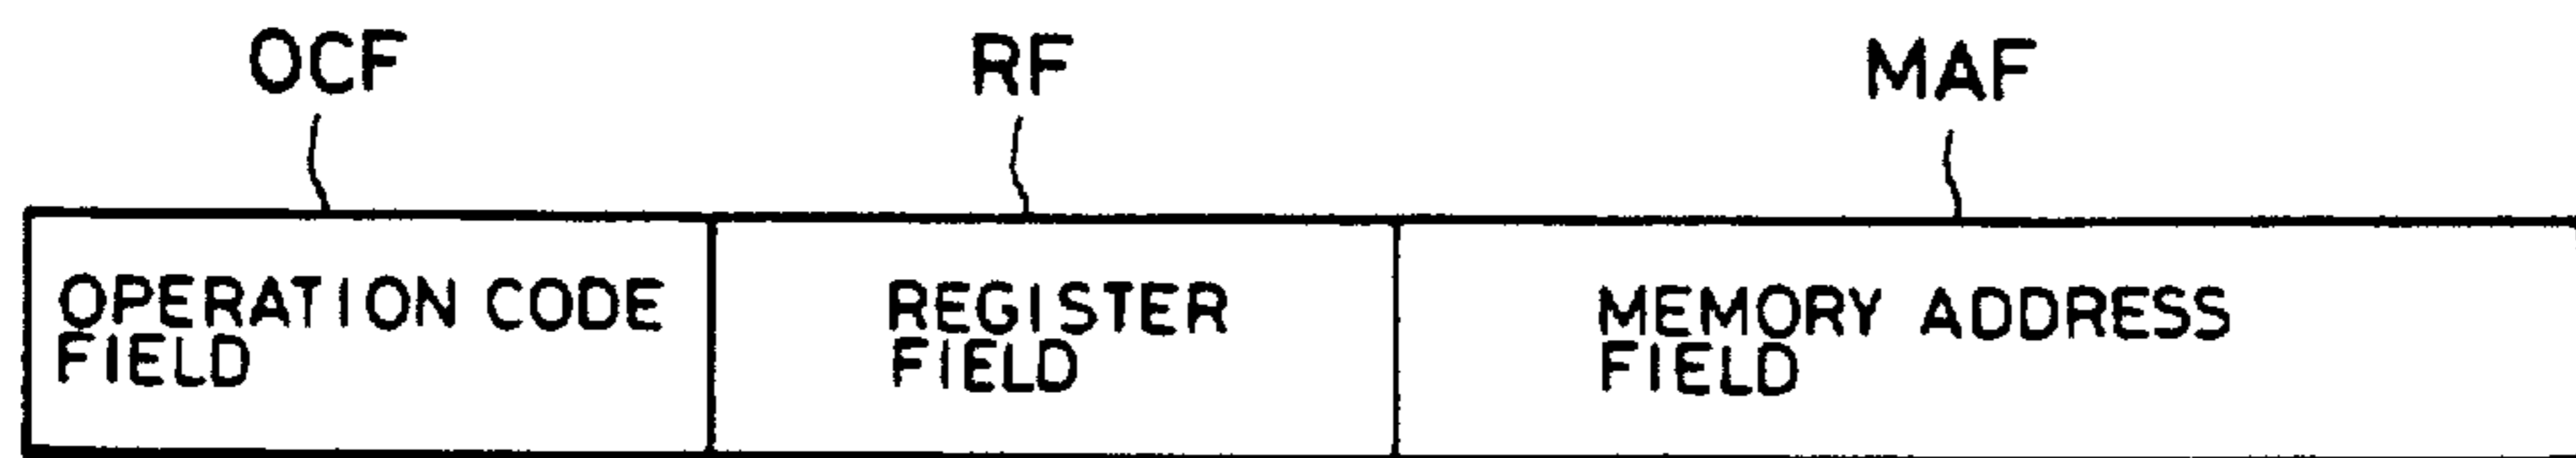 OCF RF MAF
OPERATION CODE
FIELD
REGISTER
FIELD
MEMORY ADDRESS
FIELD